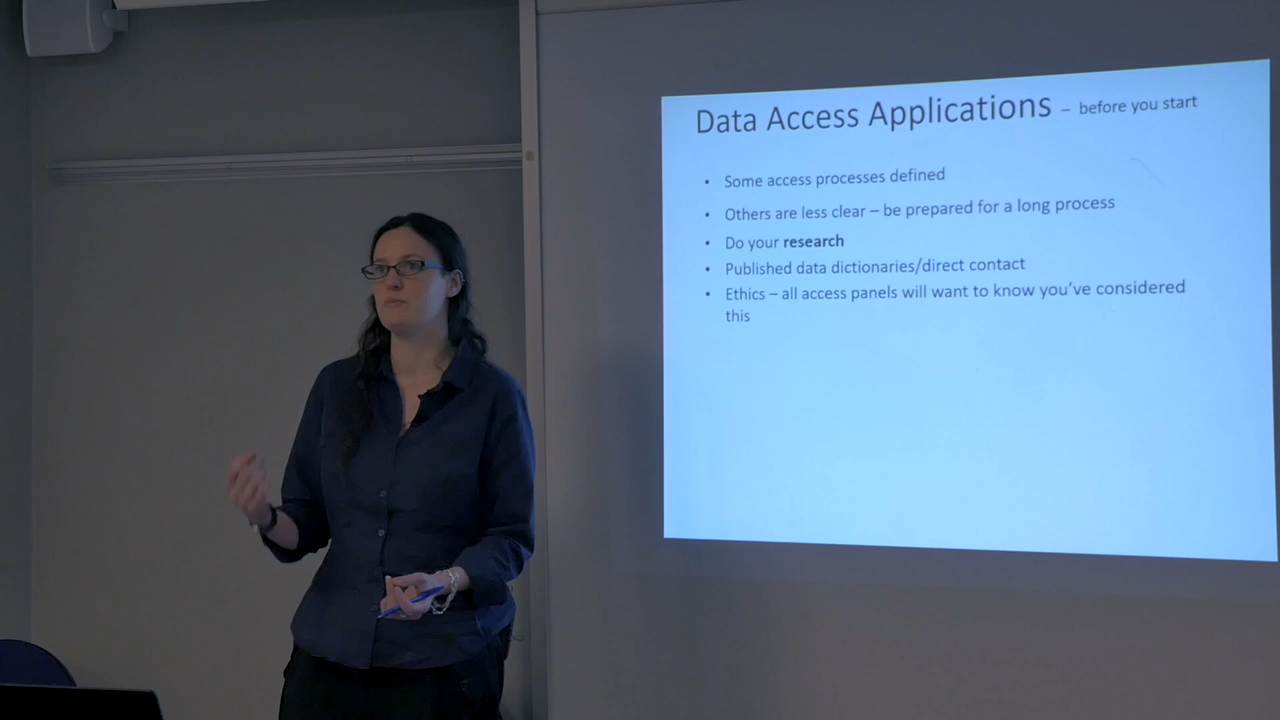 Data Access Applications – before you start
• Some access processes defined
• Others are less clear – be prepared for a long process
• Do your research
• Published data dictionaries/direct contact
• Ethics – all access panels will want to know you've considered
this